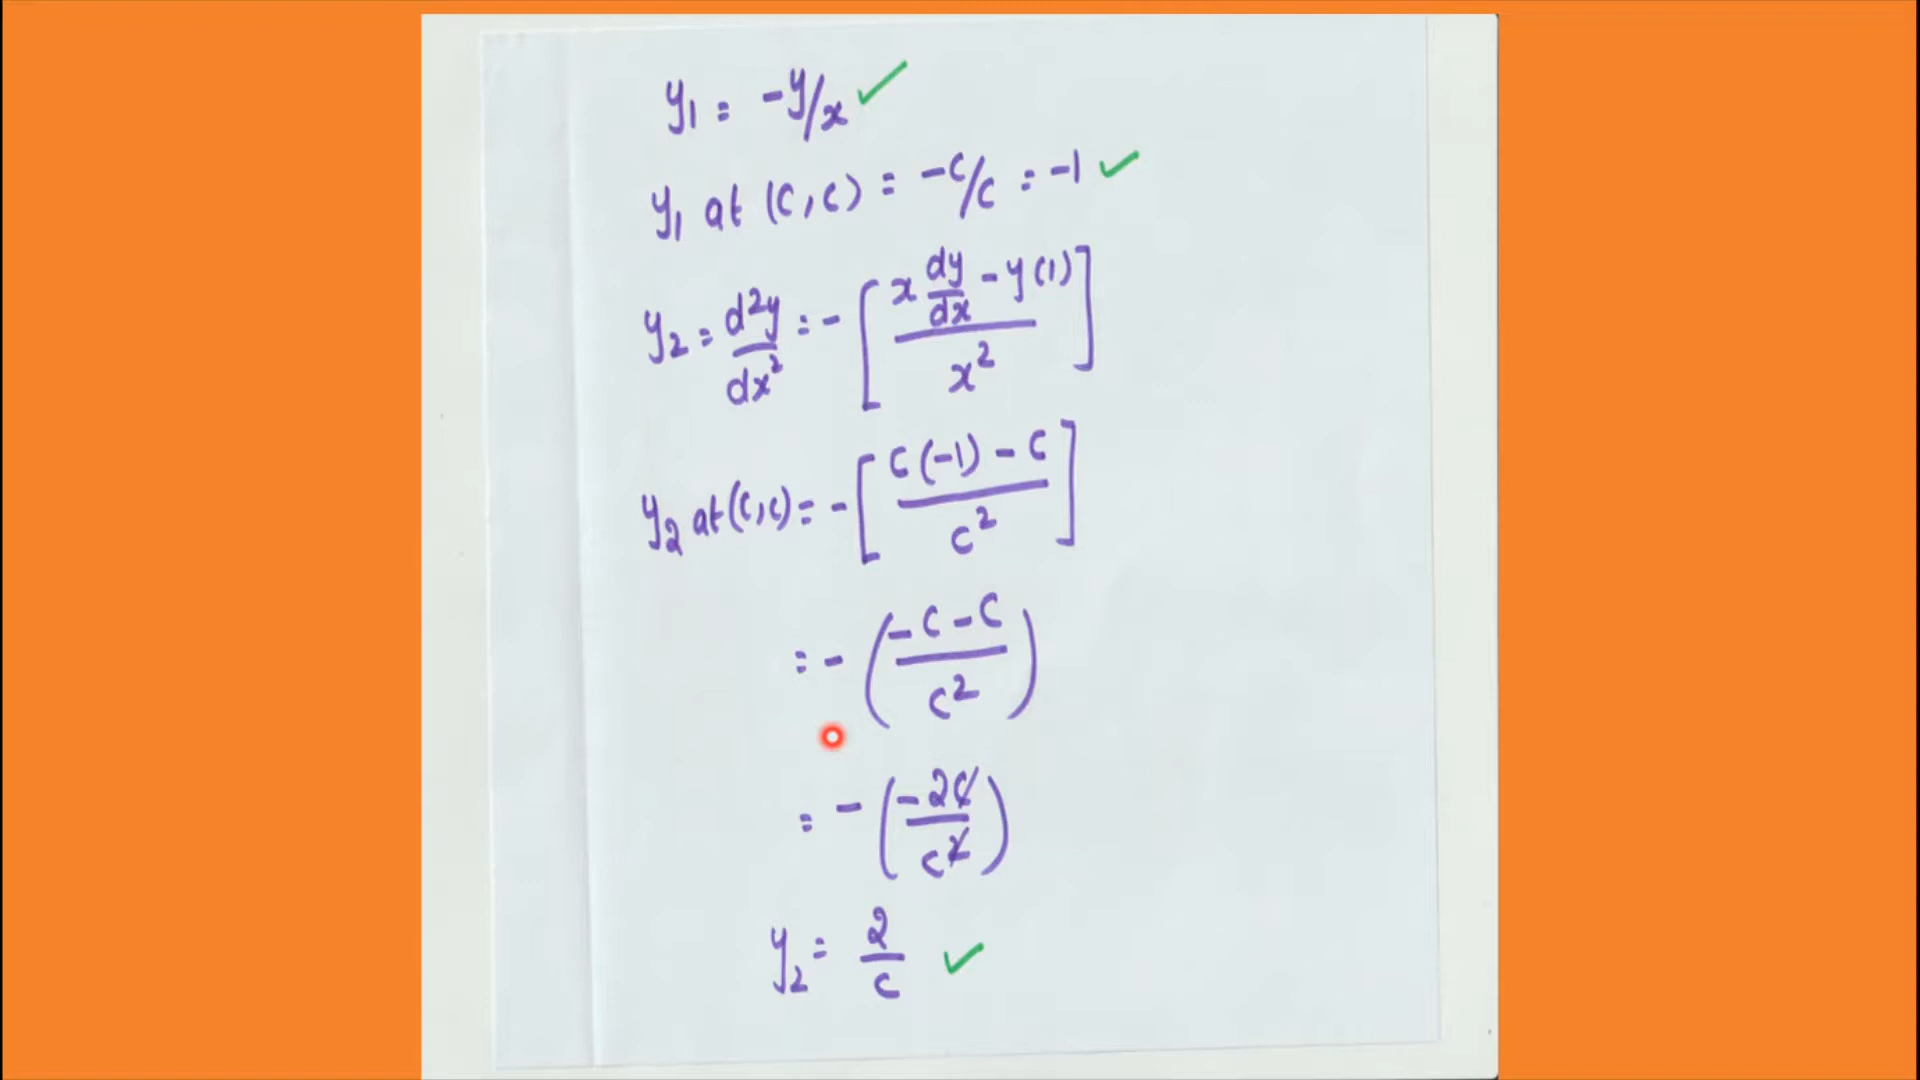 y₁ = -y/x ✓
y₁ at (c, c) = -c/c = -1 ✓
y₂ = d²y/dx² = - [ (x dy/dx - y(1)) / x² ]
y₂ at (c, c) = - [ (c(-1) - c) / c² ]
= - ( (-c - c) / c² )
= - ( -2c / c² )
y₂ = 2/c ✓